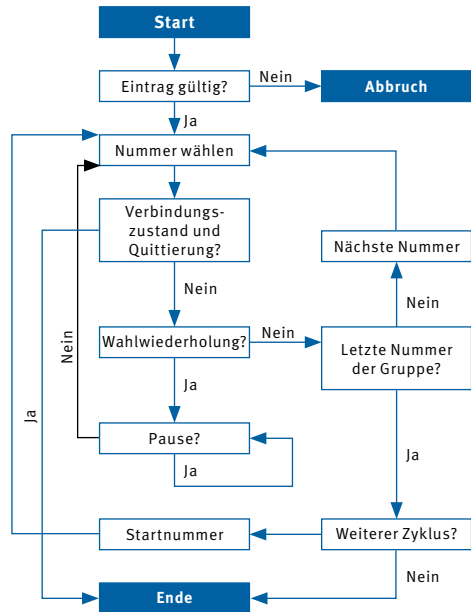 Start
Eintrag gültig?
Nein
Abbruch
Ja
Nummer wählen
Verbindungs-
zustand und
Quittierung?
Nächste Nummer
Nein
Nein
Wahlwiederholung?
Nein
Letzte Nummer
der Gruppe?
Nein
Ja
Ja
Pause?
Ja
Ja
Startnummer
Weiterer Zyklus?
Nein
Ende